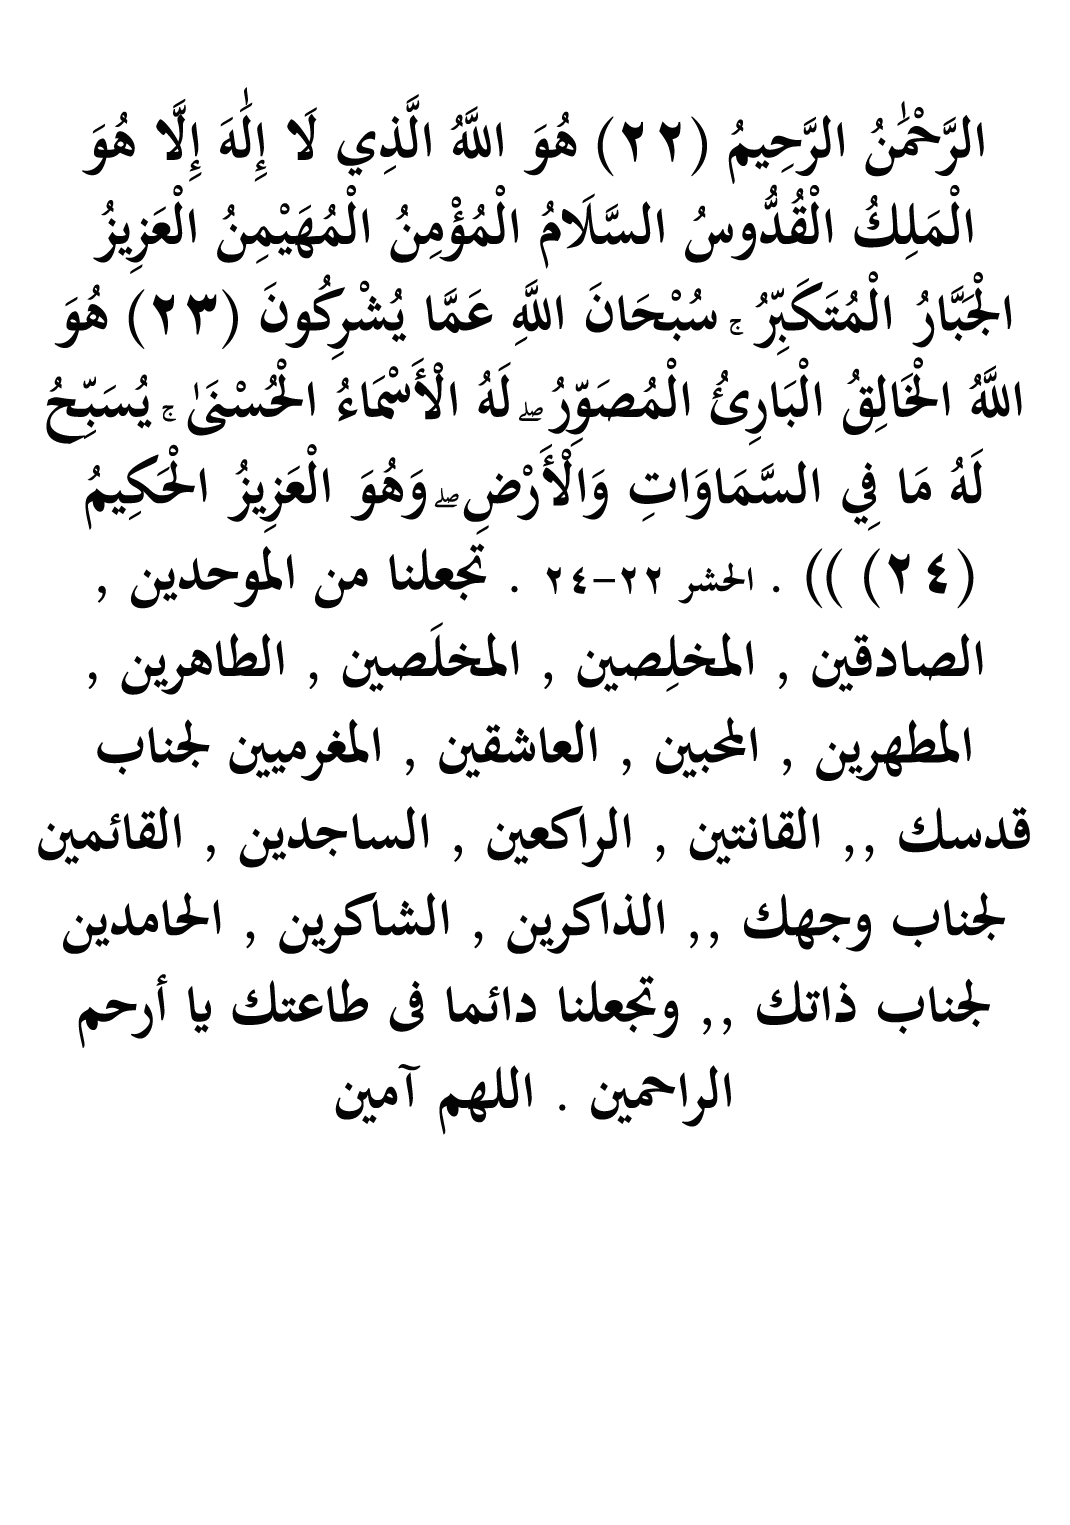 الرَّحْمَٰنُ الرَّحِيمُ (٢٢) هُوَ اللَّهُ الَّذِي لَا إِلَٰهَ إِلَّا هُوَ
الْمَلِكُ الْقُدُّوسُ السَّلَامُ الْمُؤْمِنُ الْمُهَيْمِنُ الْعَزِيزُ
الْجَبَّارُ الْمُتَكَبِّرُ ۚ سُبْحَانَ اللَّهِ عَمَّا يُشْرِكُونَ (٢٣) هُوَ
اللَّهُ الْخَالِقُ الْبَارِئُ الْمُصَوِّرُ ۖ لَهُ الْأَسْمَاءُ الْحُسْنَىٰ ۚ يُسَبِّحُ
لَهُ مَا فِي السَّمَاوَاتِ وَالْأَرْضِ ۖ وَهُوَ الْعَزِيزُ الْحَكِيمُ
(٢٤) )) . الحشر ٢٢-٢٤ . تجعلنا من الموحدين ,
الصادقين , المخلِصين , المخلَصين , الطاهرين ,
المطهرين , المحبين , العاشقين , المغرميين لجناب
قدسك ,, القانتين , الراكعين , الساجدين , القائمين
لجناب وجهك ,, الذاكرين , الشاكرين , الحامدين
لجناب ذاتك ,, وتجعلنا دائما فى طاعتك يا أرحم
الراحمين . اللهم آمين